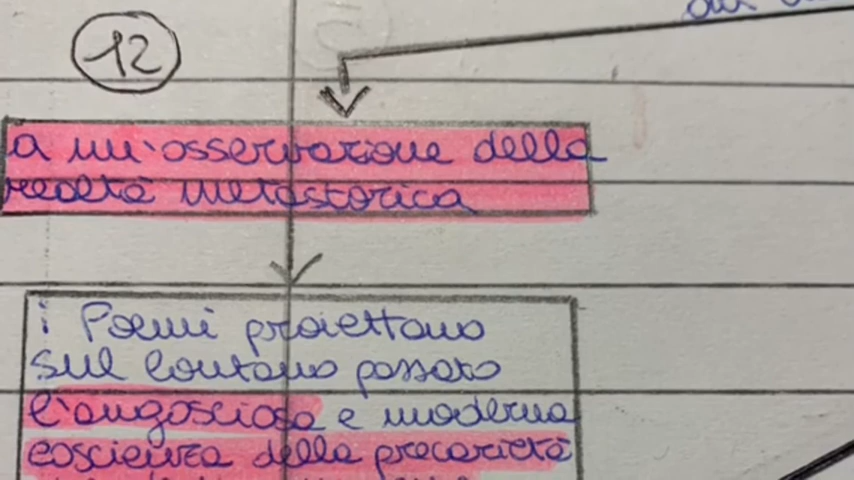 12
a un'osservazione della
realtà metastorica
i Poemi proiettano
sul lontano passato
l'angosciosa e moderna
coscienza della precarietà